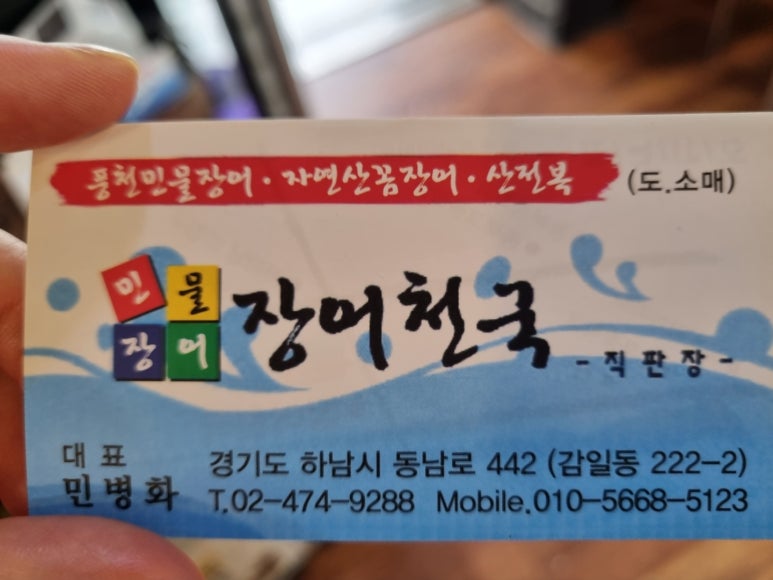 풍천민물장어·자연산꼼장어·산전복 (도.소매)
민물
장어
장어천국
-직판장-
대표
민병화
경기도 하남시 동남로 442 (감일동 222-2)
T.02-474-9288 Mobile.010-5668-5123